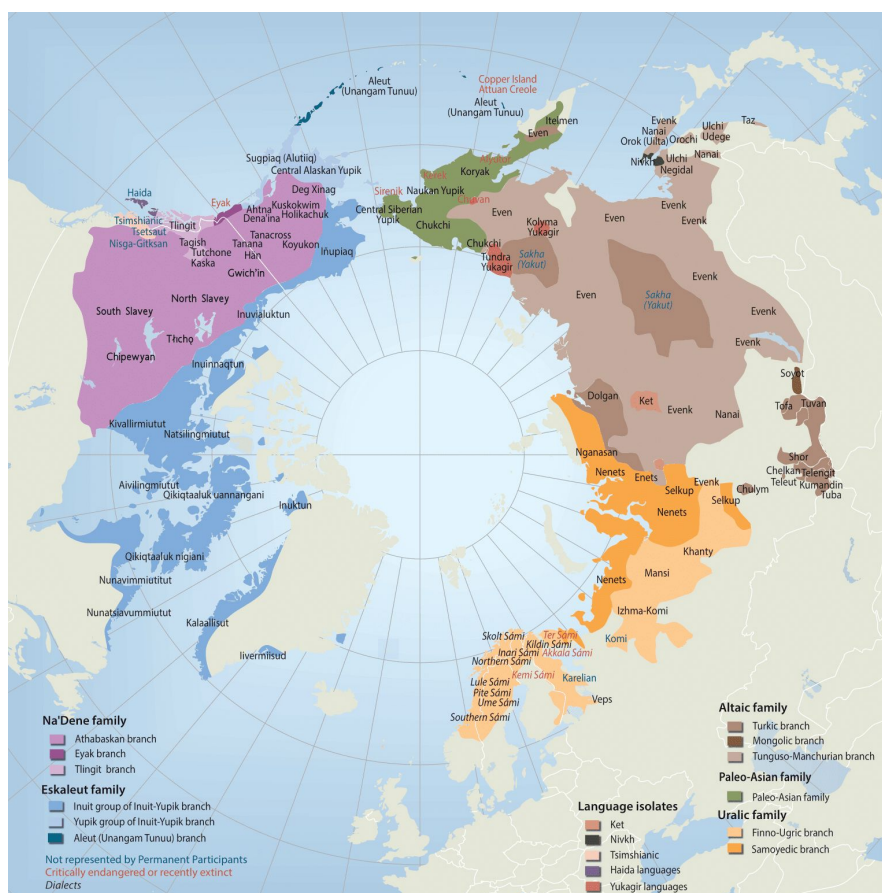 Aleut
(Unangam Tunuu)
Copper Island
Attuan Creole
Aleut
(Unangam Tunuu)
Itelmen
Even
Alyutor
Koryak
Kerek
Sirenik
Naukan Yupik
Central Siberian
Yupik
Chukchi
Chukchi
Chuvan
Even
Kolyma
Yukagir
Tundra
Yukagir
Sakha
(Yakut)
Even
Even
Sakha
(Yakut)
Evenk
Nanai
Orok (Uilta)
Nivkh
Orochi
Ulchi
Udege
Taz
Ulchi
Nanai
Negidal
Evenk
Evenk
Evenk
Evenk
Evenk
Sugpiaq (Alutiiq)
Central Alaskan Yupik
Deg Xinag
Haida
Eyak
Tsimshianic
Tsetsaut
Nisga-Gitksan
Tlingit
Ahtna
Dena'ina
Kuskokwim
Holikachuk
Tagish
Tutchone
Kaska
Tanacross
Tanana
Han
Koyukon
Gwich'in
Iñupiaq
South Slavey
North Slavey
Inuvialuktun
Tłıchǫ
Chipewyan
Inuinnaqtun
Kivallirmiutut
Natsilingmiutut
Aivilingmiutut
Qikiqtaaluk uannangani
Inuktun
Qikiqtaaluk nigiani
Nunavimmiutitut
Nunatsiavummiutut
Kalaallisut
Iivermiisud
Soyot
Tofa
Tuvan
Shor
Chelkan
Telengit
Teleut
Kumandin
Tuba
Dolgan
Ket
Evenk
Nanai
Nganasan
Nenets
Enets
Selkup
Evenk
Selkup
Chulym
Nenets
Khanty
Nenets
Mansi
Izhma-Komi
Komi
Skolt Sámi
Ter Sámi
Kildin Sámi
Inari Sámi
Akkala Sámi
Northern Sámi
Kemi Sámi
Karelian
Lule Sámi
Pite Sámi
Ume Sámi
Southern Sámi
Veps
Na'Dene family
Athabaskan branch
Eyak branch
Tlingit branch
Eskaleut family
Inuit group of Inuit-Yupik branch
Yupik group of Inuit-Yupik branch
Aleut (Unangam Tunuu) branch
Not represented by Permanent Participants
Critically endangered or recently extinct
Dialects
Language isolates
Ket
Nivkh
Tsimshianic
Haida languages
Yukagir languages
Altaic family
Turkic branch
Mongolic branch
Tunguso-Manchurian branch
Paleo-Asian family
Paleo-Asian family
Uralic family
Finno-Ugric branch
Samoyedic branch